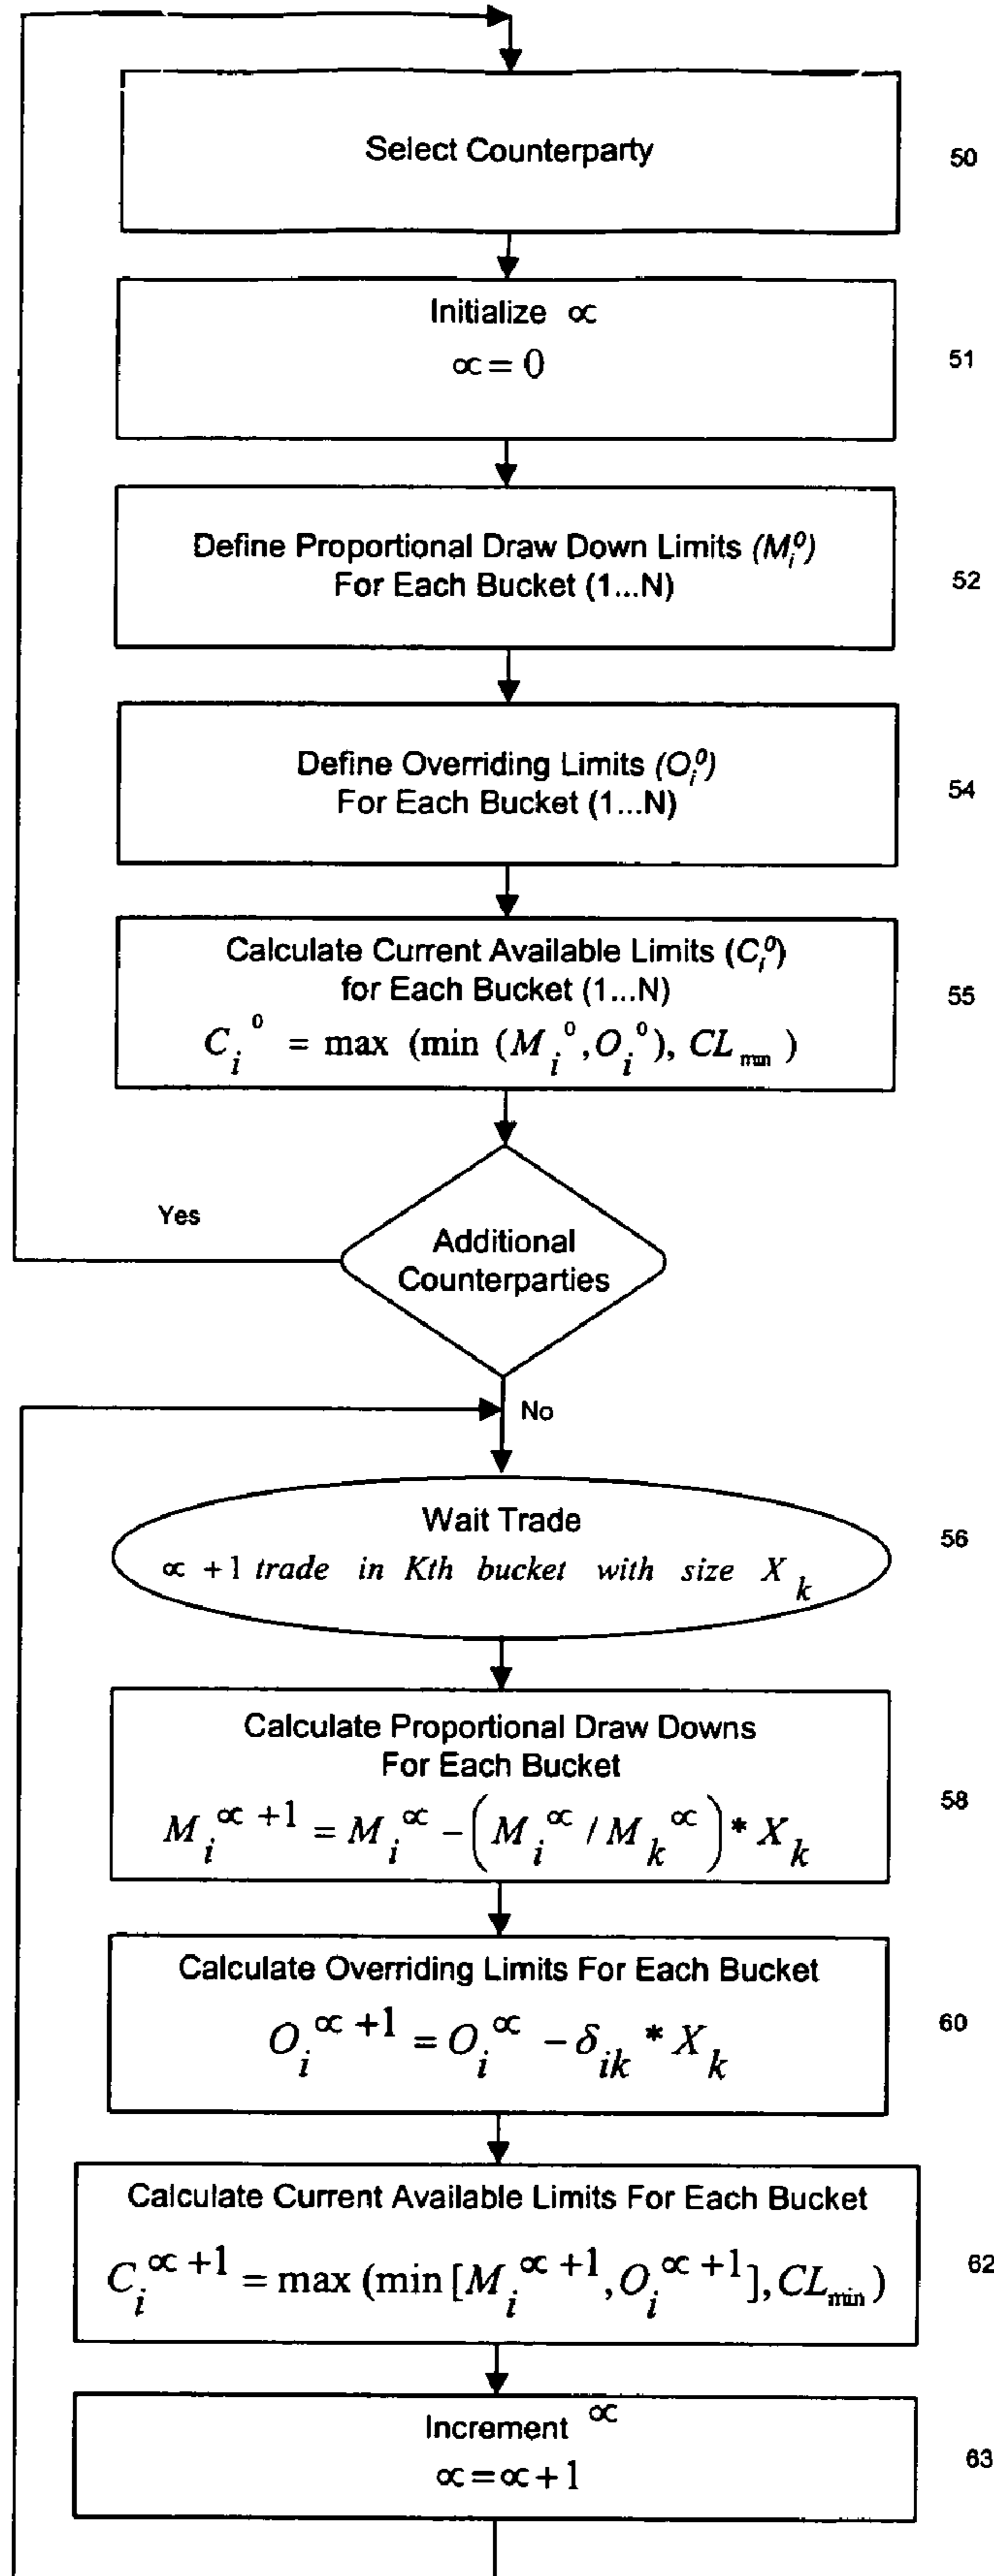 Select Counterparty
50
Initialize ∝
∝ = 0
51
Define Proportional Draw Down Limits (M_i^0)
For Each Bucket (1...N)
52
Define Overriding Limits (O_i^0)
For Each Bucket (1...N)
54
Calculate Current Available Limits (C_i^0)
for Each Bucket (1...N)
C_i^0 = max (min (M_i^0, O_i^0), CL_min)
55
Yes
Additional
Counterparties
No
Wait Trade
∝ +1 trade in Kth bucket with size X_k
56
Calculate Proportional Draw Downs
For Each Bucket
M_i^{∝+1} = M_i^∝ - (M_i^∝ / M_k^∝) * X_k
58
Calculate Overriding Limits For Each Bucket
O_i^{∝+1} = O_i^∝ - δ_ik * X_k
60
Calculate Current Available Limits For Each Bucket
C_i^{∝+1} = max (min [M_i^{∝+1}, O_i^{∝+1}], CL_min)
62
Increment ∝
∝ = ∝ + 1
63